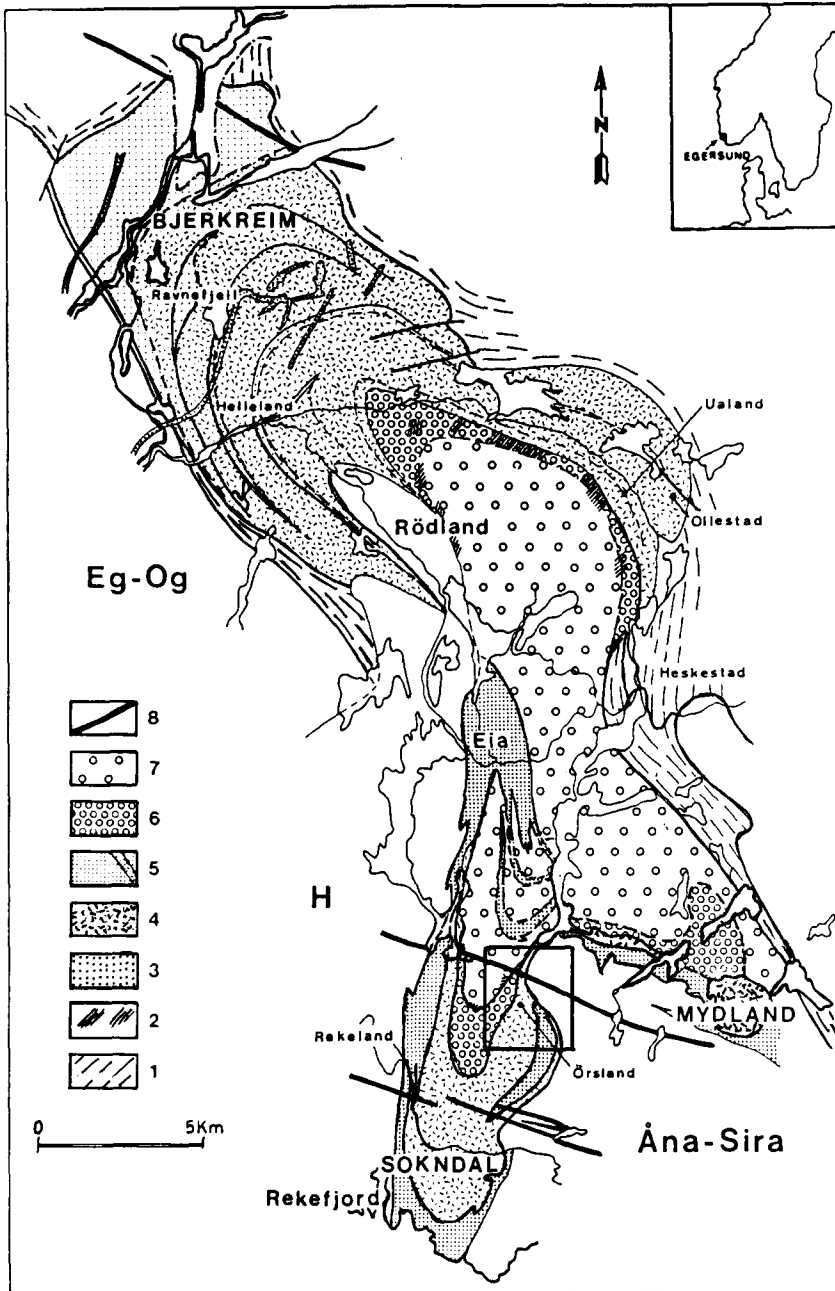 N
EGERSUND
BJERKREIM
Ravnefjell
Helleland
Ualand
Ollestad
Rödland
Eg-Og
Heskestad
Eia
8
7
6
5
4
3
2
1
H
MYDLAND
Rekeland
Örsland
0 5Km
Åna-Sira
SOKNDAL
Rekefjord